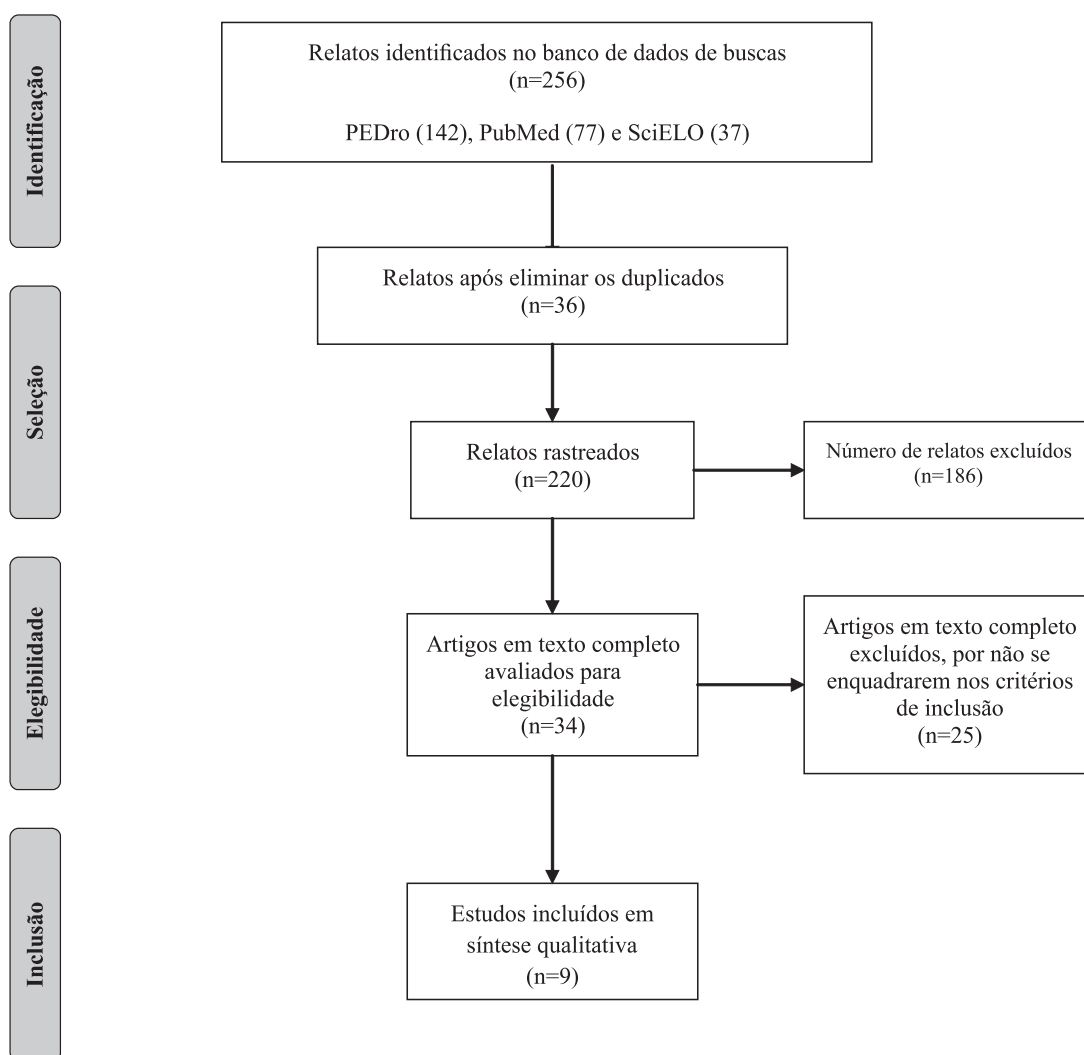 Identificação
Relatos identificados no banco de dados de buscas
(n=256)
PEDro (142), PubMed (77) e SciELO (37)
Seleção
Relatos após eliminar os duplicados
(n=36)
Relatos rastreados
(n=220)
Número de relatos excluídos
(n=186)
Elegibilidade
Artigos em texto completo
avaliados para
elegibilidade
(n=34)
Artigos em texto completo
excluídos, por não se
enquadrarem nos critérios
de inclusão
(n=25)
Inclusão
Estudos incluídos em
síntese qualitativa
(n=9)